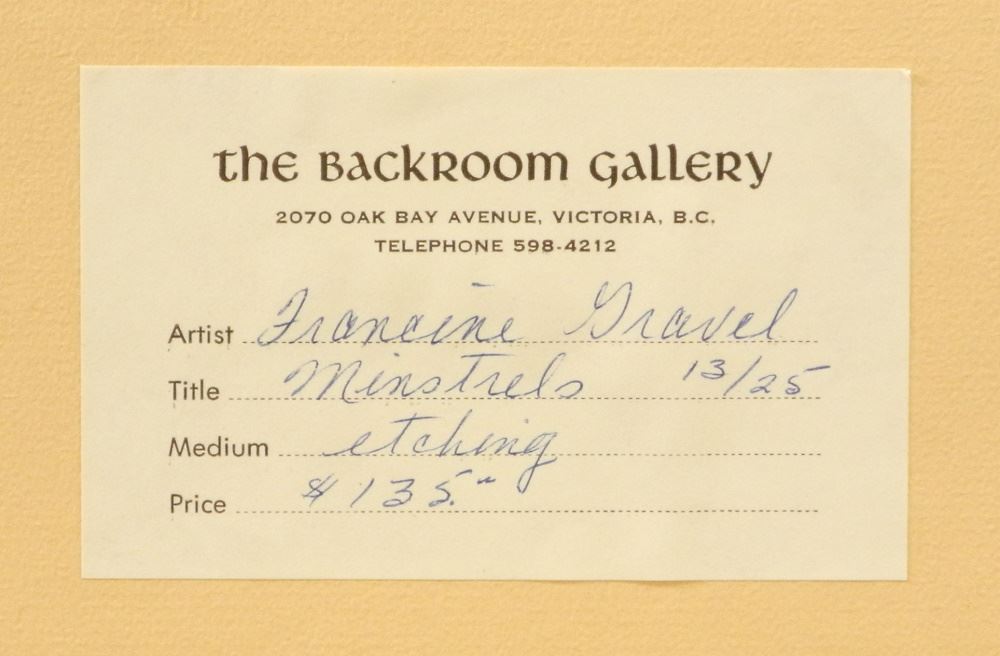 the Backroom Gallery
2070 OAK BAY AVENUE, VICTORIA, B.C.
TELEPHONE 598-4212
Artist Francine Gravel
Title Minstrels 13/25
Medium etching
Price $135.〃